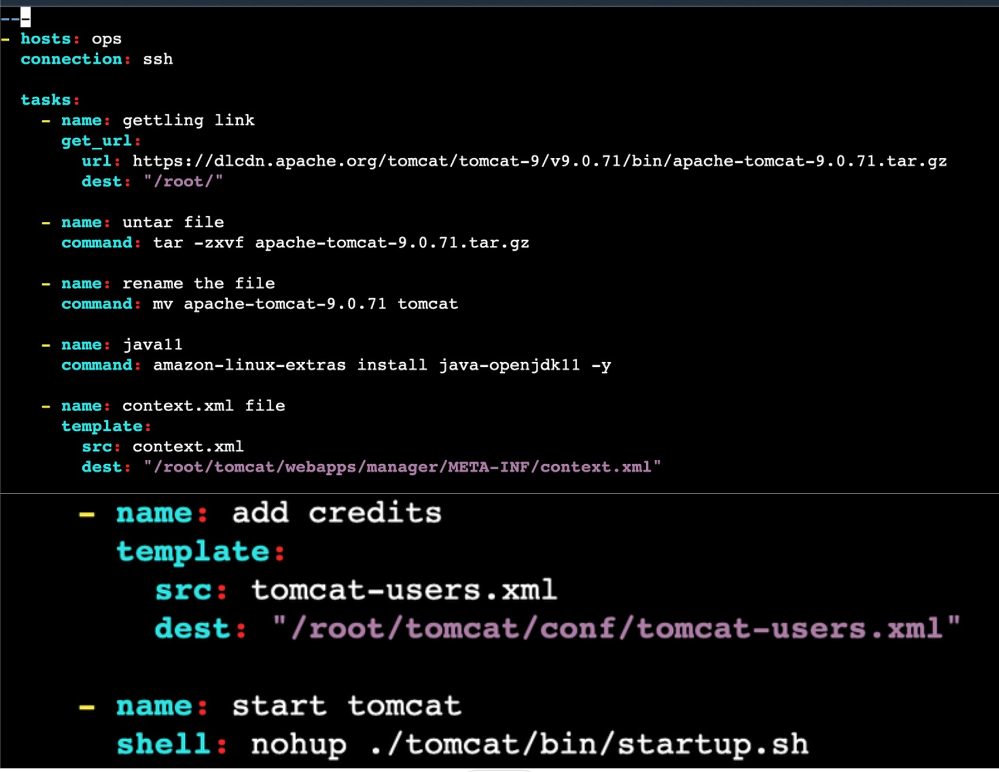 ---
- hosts: ops
connection: ssh
tasks:
- name: gettling link
get_url:
url: https://dlcdn.apache.org/tomcat/tomcat-9/v9.0.71/bin/apache-tomcat-9.0.71.tar.gz
dest: "/root/"
- name: untar file
command: tar -zxvf apache-tomcat-9.0.71.tar.gz
- name: rename the file
command: mv apache-tomcat-9.0.71 tomcat
- name: java11
command: amazon-linux-extras install java-openjdk11 -y
- name: context.xml file
template:
src: context.xml
dest: "/root/tomcat/webapps/manager/META-INF/context.xml"
- name: add credits
template:
src: tomcat-users.xml
dest: "/root/tomcat/conf/tomcat-users.xml"
- name: start tomcat
shell: nohup ./tomcat/bin/startup.sh